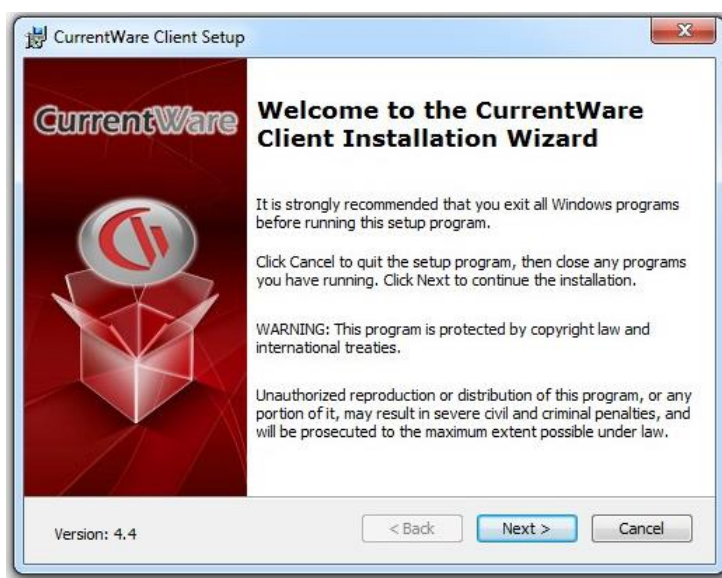 CurrentWare Client Setup
CurrentWare
Welcome to the CurrentWare
Client Installation Wizard
It is strongly recommended that you exit all Windows programs
before running this setup program.
Click Cancel to quit the setup program, then close any programs
you have running. Click Next to continue the installation.
WARNING: This program is protected by copyright law and
international treaties.
Unauthorized reproduction or distribution of this program, or any
portion of it, may result in severe civil and criminal penalties, and
will be prosecuted to the maximum extent possible under law.
Version: 4.4
< Back
Next >
Cancel